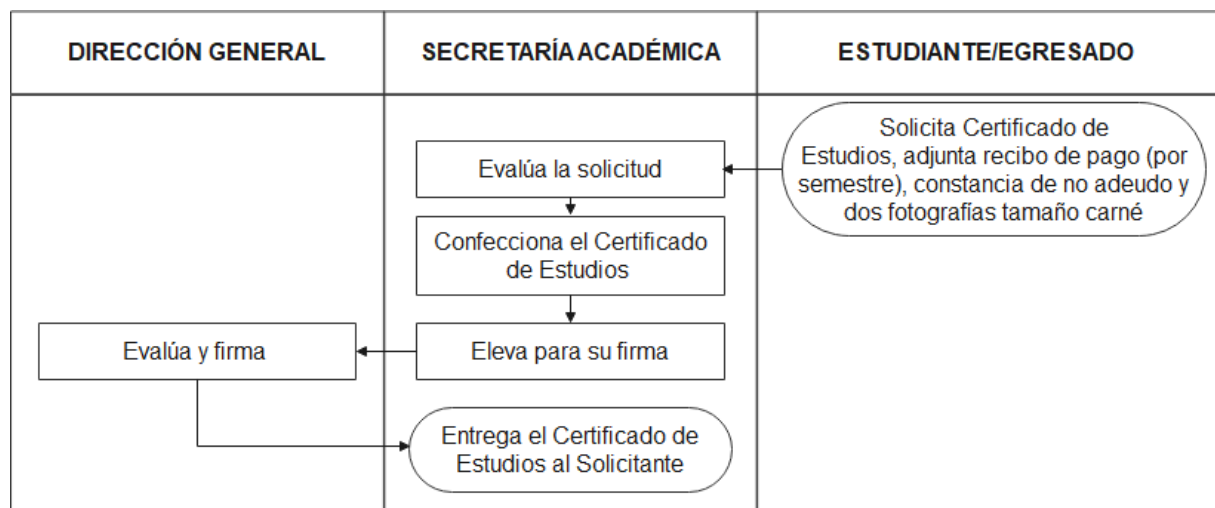 DIRECCIÓN GENERAL
SECRETARÍA ACADÉMICA
ESTUDIANTE/EGRESADO
Solicita Certificado de
Estudios, adjunta recibo de pago (por
semestre), constancia de no adeudo y
dos fotografías tamaño carné
Evalúa la solicitud
Confecciona el Certificado
de Estudios
Eleva para su firma
Evalúa y firma
Entrega el Certificado de
Estudios al Solicitante